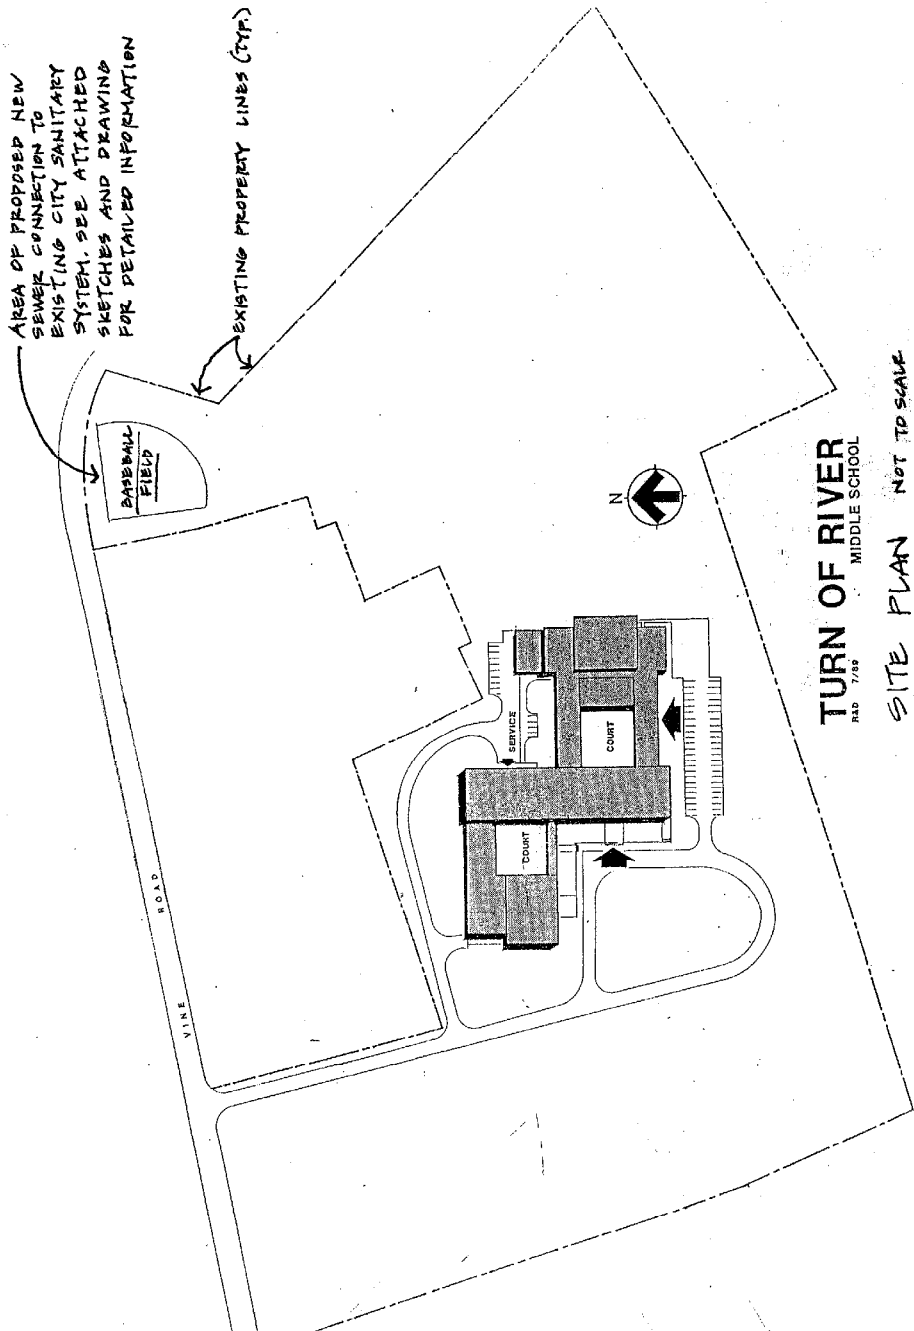 AREA OF PROPOSED NEW
SEWER CONNECTION TO
EXISTING CITY SANITARY
SYSTEM. SEE ATTACHED
SKETCHES AND DRAWING
FOR DETAILED INFORMATION
EXISTING PROPERTY LINES (TYP.)
BASEBALL
FIELD
VINE ROAD
N
SERVICE
COURT
COURT
TURN OF RIVER
MIDDLE SCHOOL
R&D 7/89
SITE PLAN NOT TO SCALE